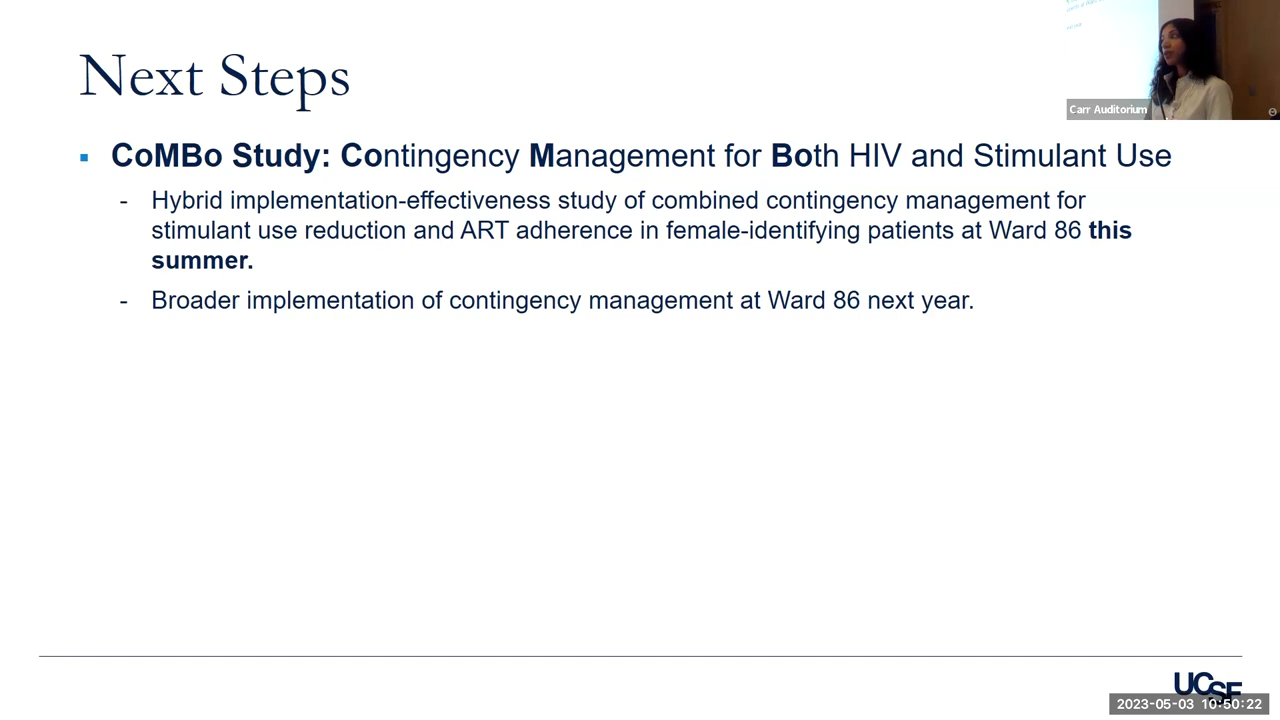 Next Steps
Carr Auditorium
▪ CoMBo Study: Contingency Management for Both HIV and Stimulant Use
- Hybrid implementation-effectiveness study of combined contingency management for
stimulant use reduction and ART adherence in female-identifying patients at Ward 86 this
summer.
- Broader implementation of contingency management at Ward 86 next year.
UCSF
2023-05-03 10:50:22